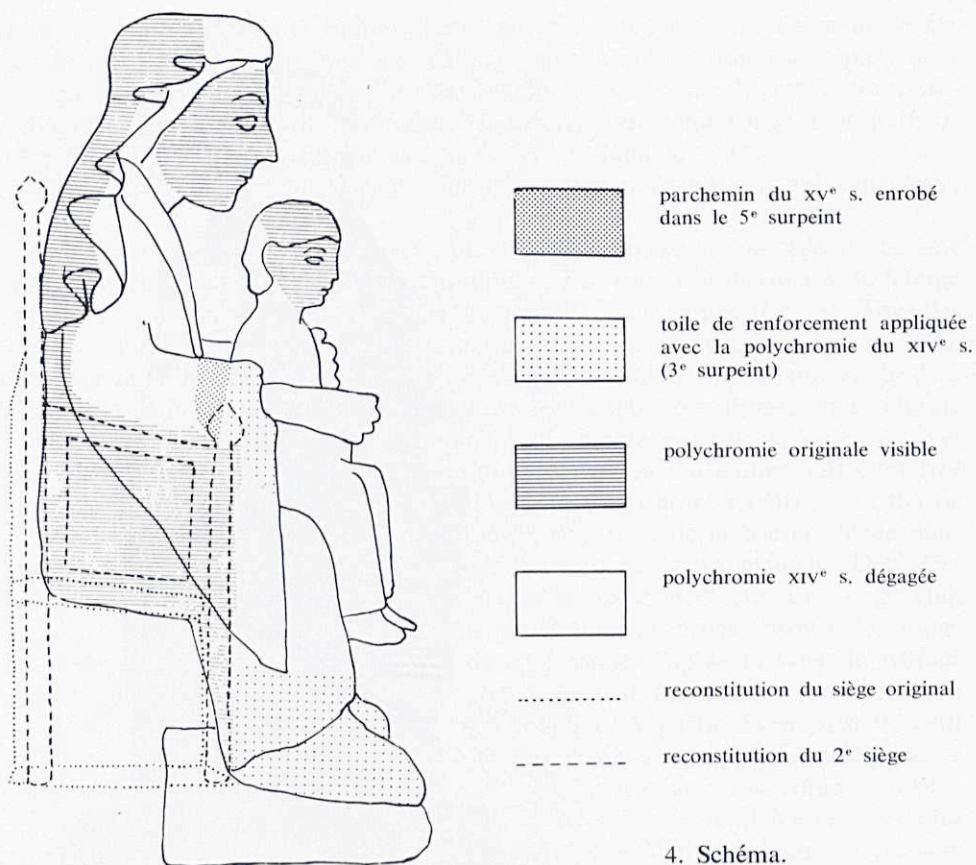 parchemin du XVᵉ s. enrobé
dans le 5ᵉ surpeint
toile de renforcement appliquée
avec la polychromie du XIVᵉ s.
(3ᵉ surpeint)
polychromie originale visible
polychromie XIVᵉ s. dégagée
reconstitution du siège original
reconstitution du 2ᵉ siège
4. Schéma.